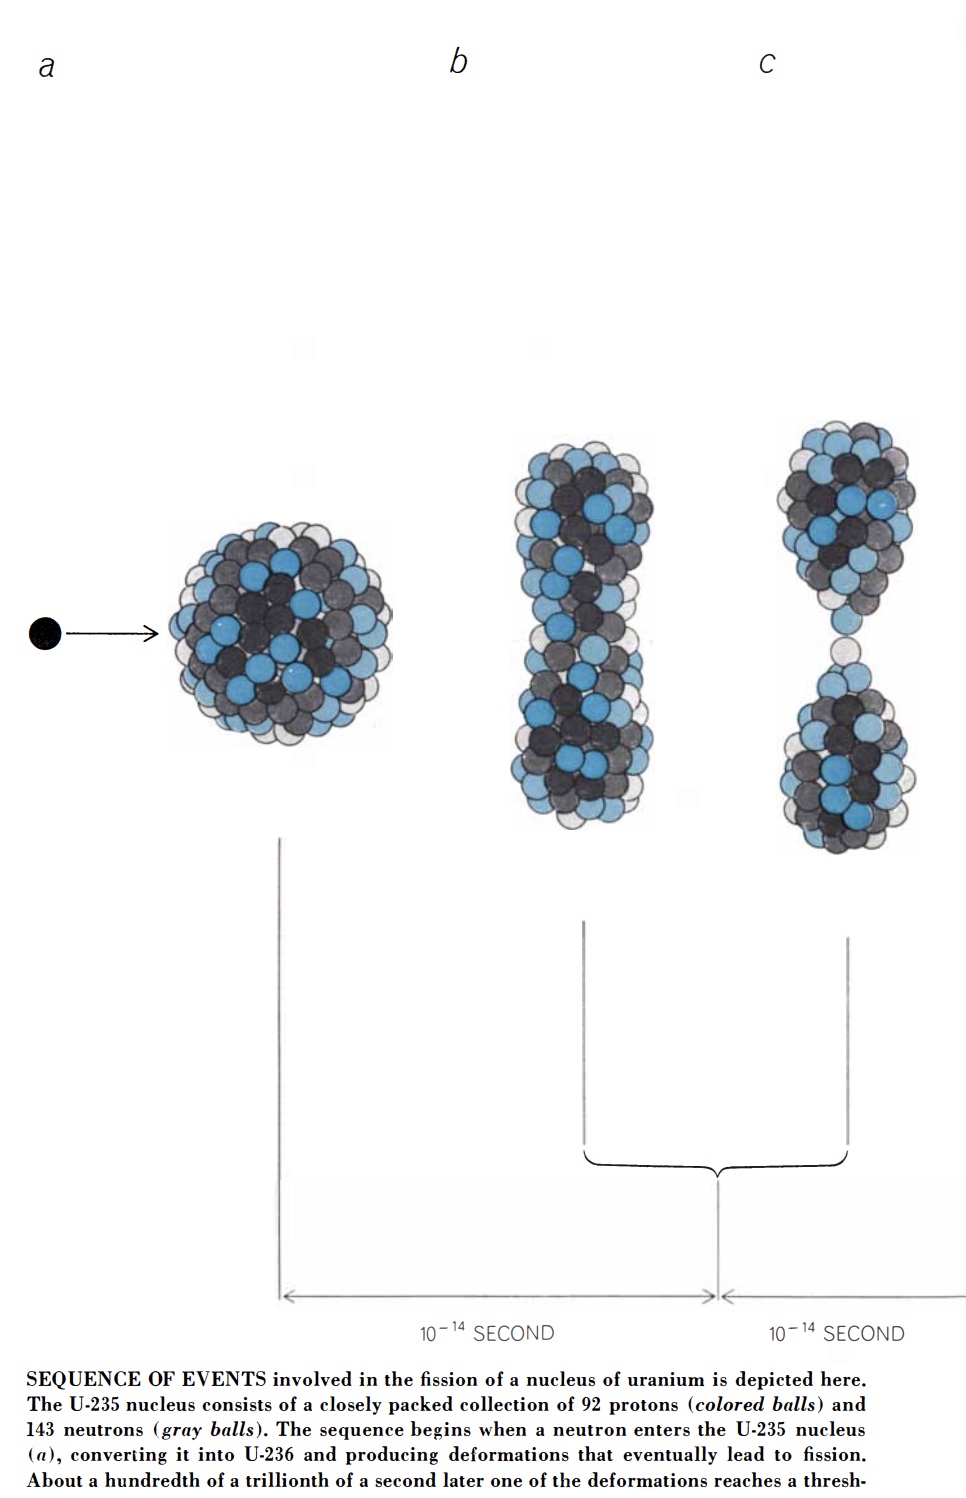 a b c
10⁻¹⁴ SECOND 10⁻¹⁴ SECOND
SEQUENCE OF EVENTS involved in the fission of a nucleus of uranium is depicted here.
The U-235 nucleus consists of a closely packed collection of 92 protons (colored balls) and
143 neutrons (gray balls). The sequence begins when a neutron enters the U-235 nucleus
(a), converting it into U-236 and producing deformations that eventually lead to fission.
About a hundredth of a trillionth of a second later one of the deformations reaches a thresh-